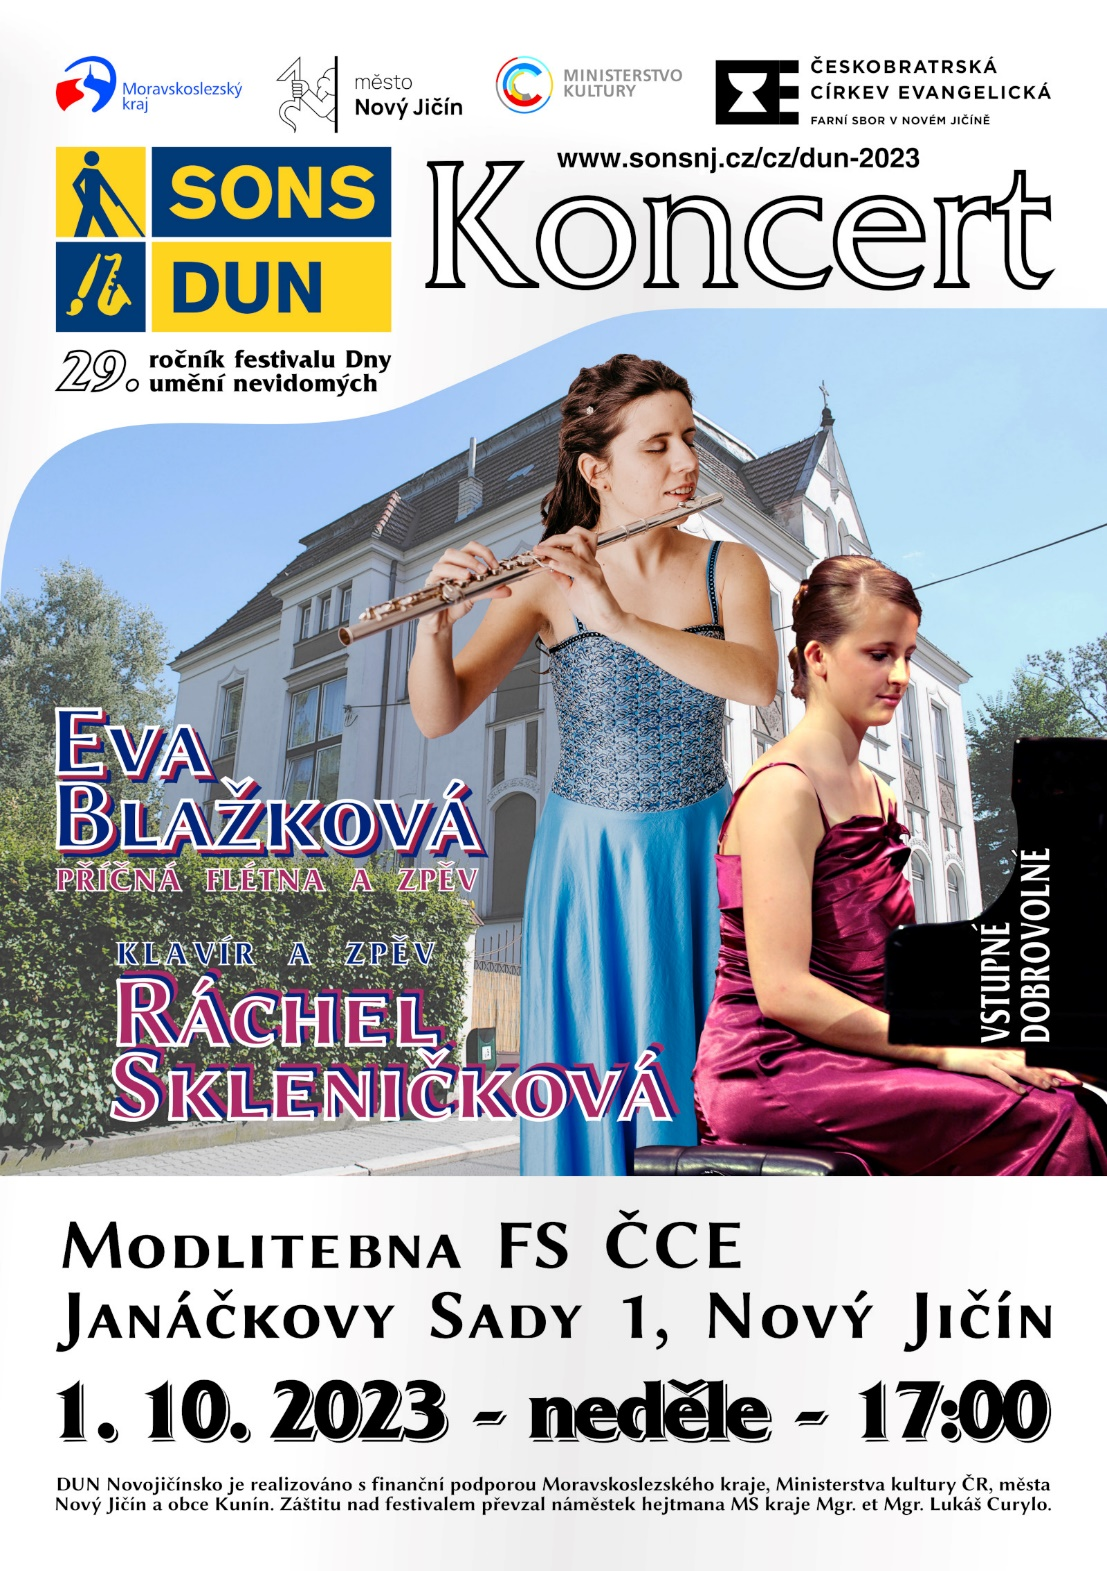 Moravskoslezský
kraj
město
Nový Jičín
MINISTERSTVO
KULTURY
ČESKOBRATRSKÁ
CÍRKEV EVANGELICKÁ
FARNÍ SBOR V NOVÉM JIČÍNĚ
SONS
DUN
www.sonsnj.cz/cz/dun-2023
Koncert
29. ročník festivalu Dny
umění nevidomých
EVA
BLAŽKOVÁ
PŘÍČNÁ FLÉTNA A ZPĚV
KLAVÍR A ZPĚV
RÁCHEL
SKLENIČKOVÁ
VSTUPNÉ
DOBROVOLNÉ
MODLITEBNA FS ČCE
JANÁČKOVY SADY 1, NOVÝ JIČÍN
1. 10. 2023 - neděle - 17:00
DUN Novojičínsko je realizováno s finanční podporou Moravskoslezského kraje, Ministerstva kultury ČR, města
Nový Jičín a obce Kunín. Záštitu nad festivalem převzal náměstek hejtmana MS kraje Mgr. et Mgr. Lukáš Curylo.